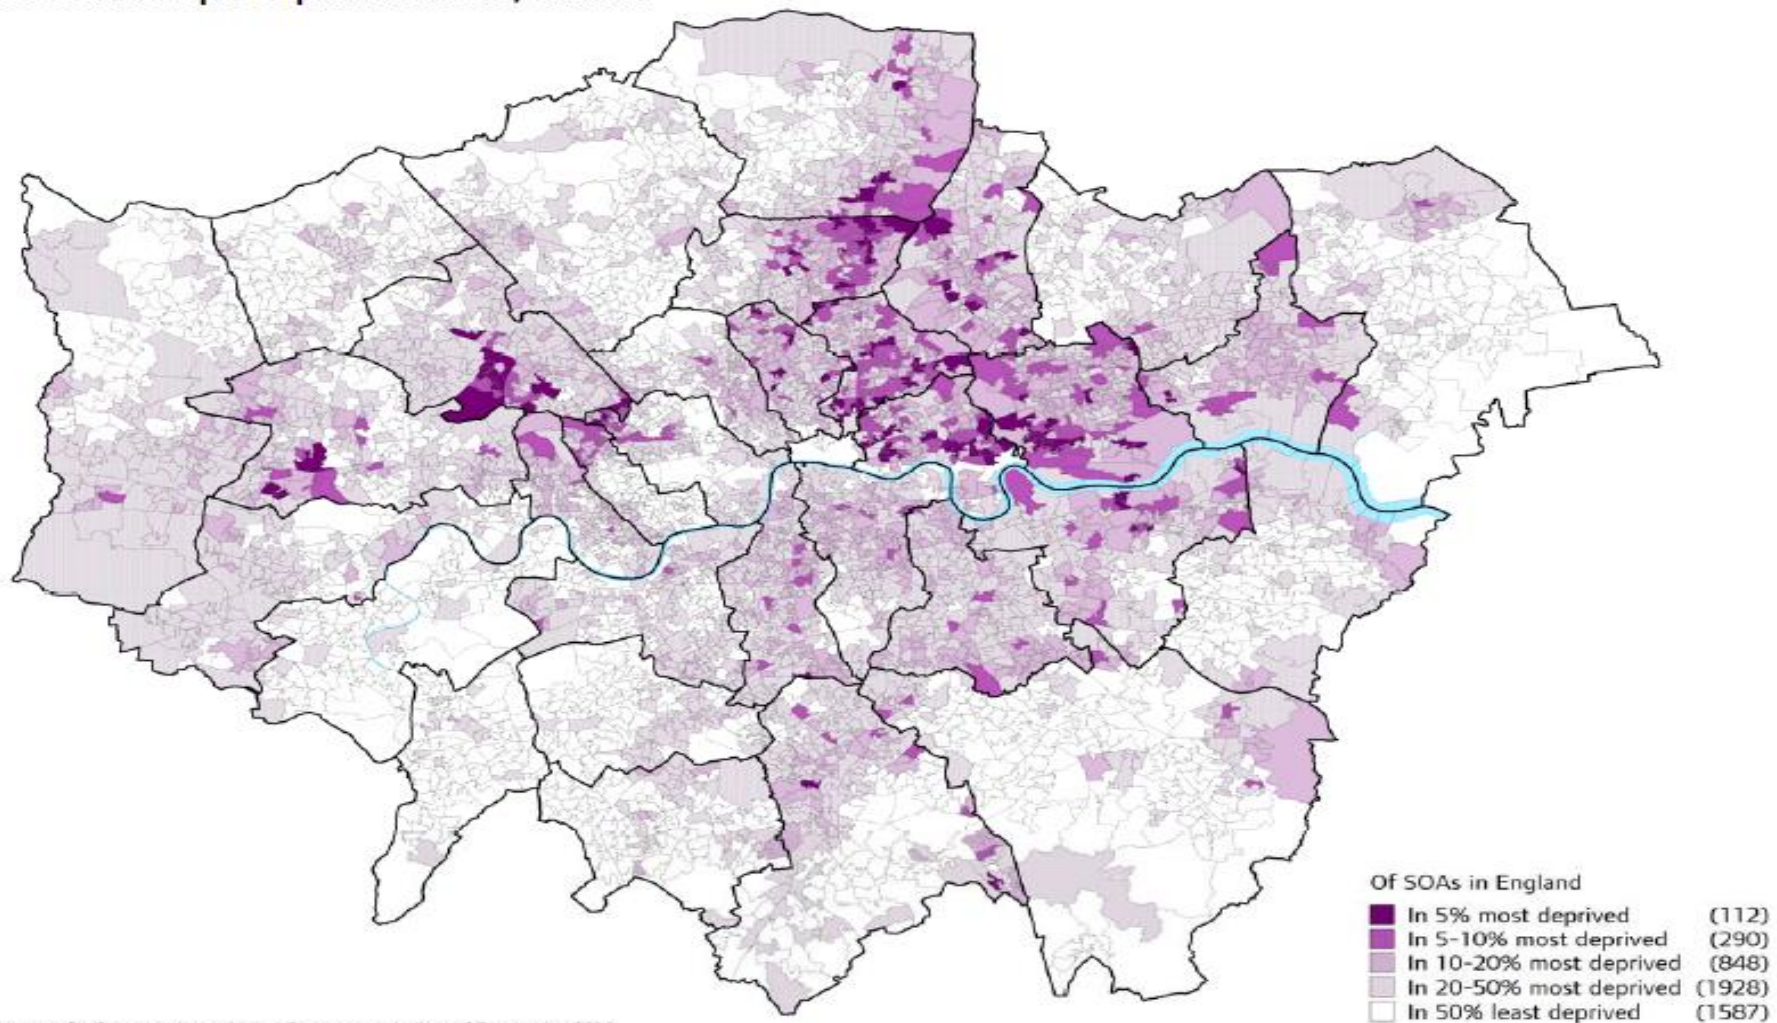 Of SOAs in England
In 5% most deprived (112)
In 5-10% most deprived (290)
In 10-20% most deprived (848)
In 20-50% most deprived (1928)
In 50% least deprived (1587)